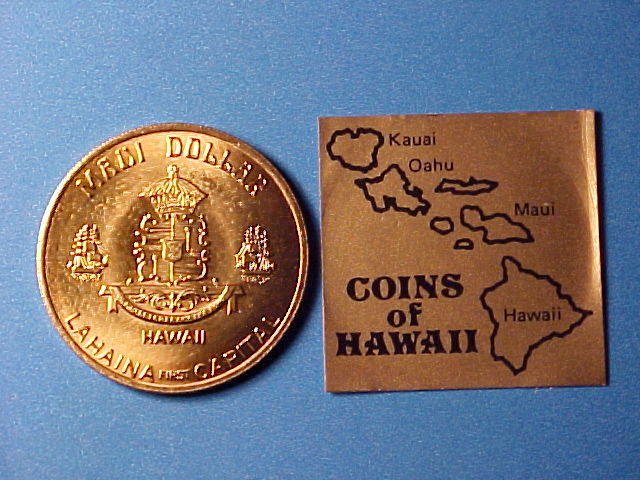 MAUI DOLLAR
HAWAII
LAHAINA FIRST CAPITAL
Kauai
Oahu
Maui
Hawaii
COINS
of
HAWAII